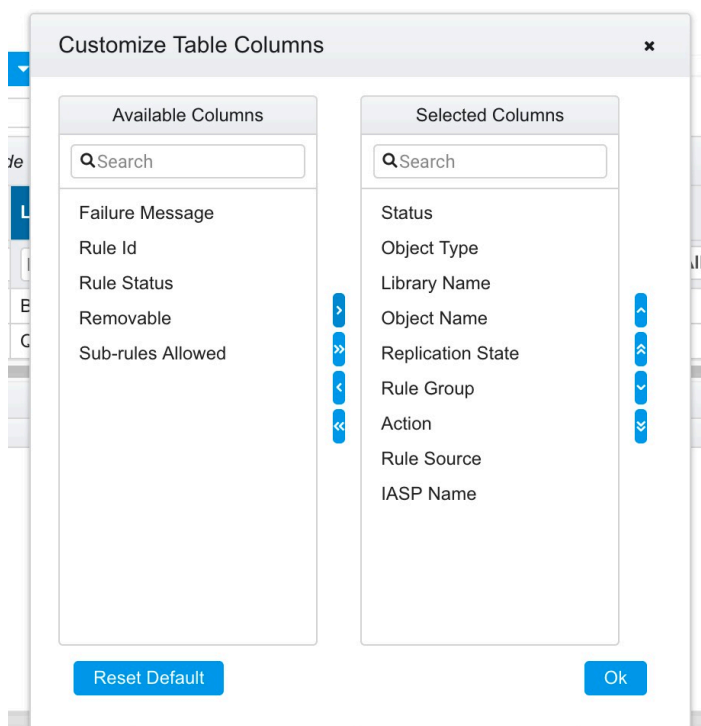 Customize Table Columns
Available Columns
Selected Columns
Search
Search
Failure Message
Rule Id
Rule Status
Removable
Sub-rules Allowed
Status
Object Type
Library Name
Object Name
Replication State
Rule Group
Action
Rule Source
IASP Name
Reset Default
Ok